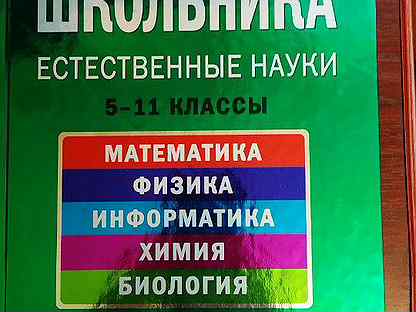 ШКОЛЬНИКА
ЕСТЕСТВЕННЫЕ НАУКИ
5-11 КЛАССЫ
МАТЕМАТИКА
ФИЗИКА
ИНФОРМАТИКА
ХИМИЯ
БИОЛОГИЯ